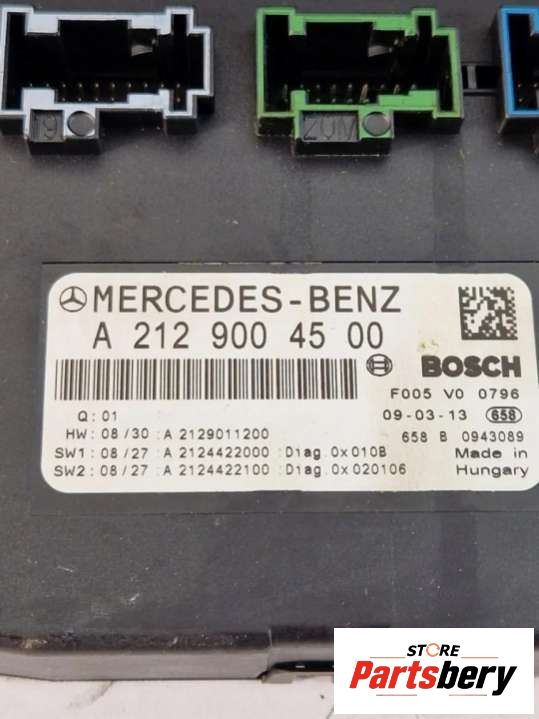 MERCEDES-BENZ
A 212 900 45 00
BOSCH
F005 V0 0796
Q: 01
09-03-13 658
HW: 08/30 :A 2129011200
658 B 0943089
SW1:08/27 :A 2124422000 :Diag.0x010B
Made in
SW2:08/27 :A 2124422100 :Diag.0x020106
Hungary
STORE
Partsbery